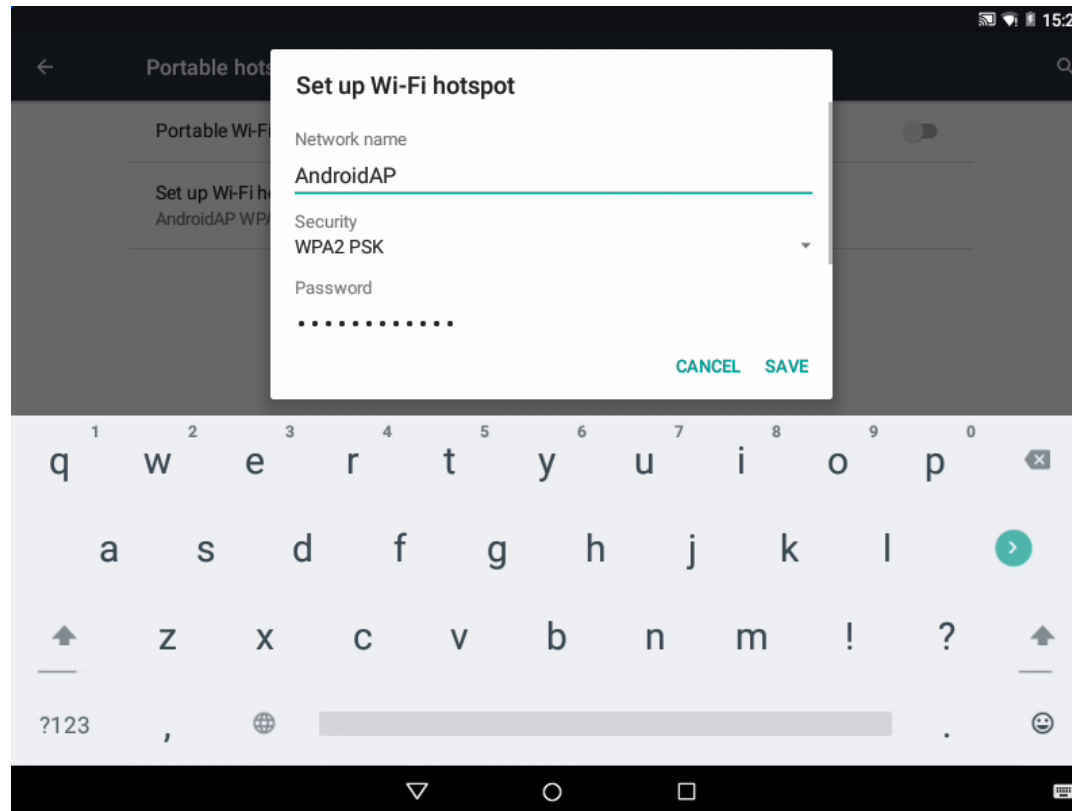 15:2
Portable hots
Set up Wi-Fi hotspot
Portable Wi-Fi
Network name
AndroidAP
Set up Wi-Fi h
AndroidAP WPA
Security
WPA2 PSK
Password
CANCEL SAVE
1 2 3 4 5 6 7 8 9 0
q w e r t y u i o p
a s d f g h j k l
z x c v b n m ! ?
?123 , .